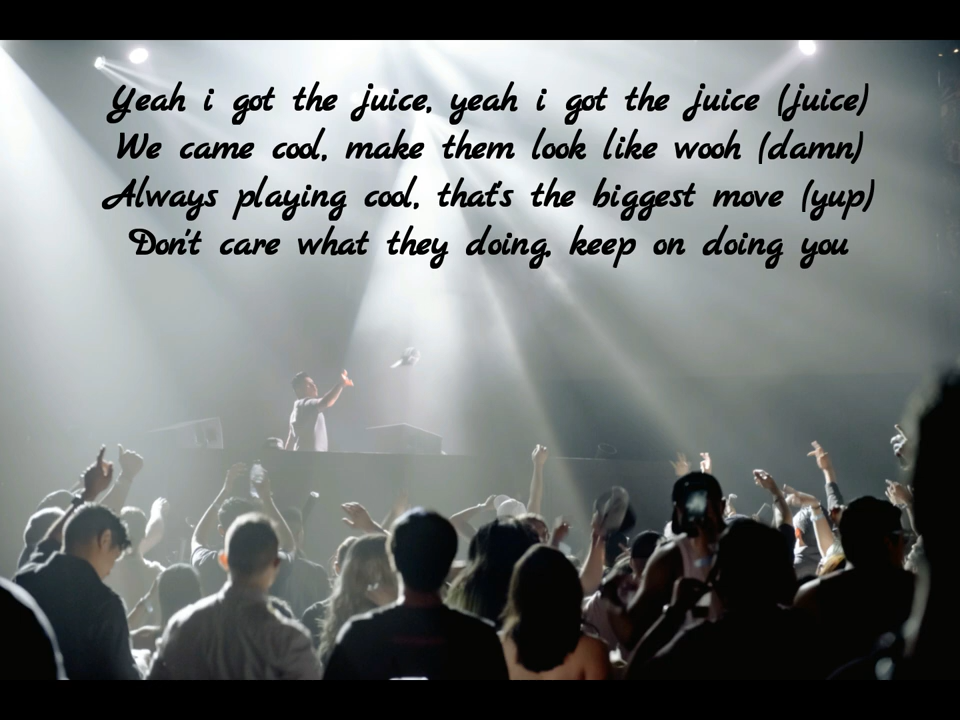 Yeah i got the juice, yeah i got the juice (juice)
We came cool, make them look like wooh (damn)
Always playing cool, that's the biggest move (yup)
Don't care what they doing, keep on doing you